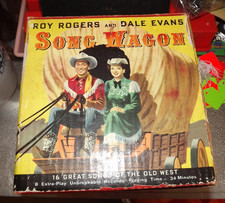 ROY ROGERS AND DALE EVANS
SONG WAGON
16 GREAT SONGS OF THE OLD WEST
8 Extra-Play Unbreakable Records Playing Time - 34 Minutes